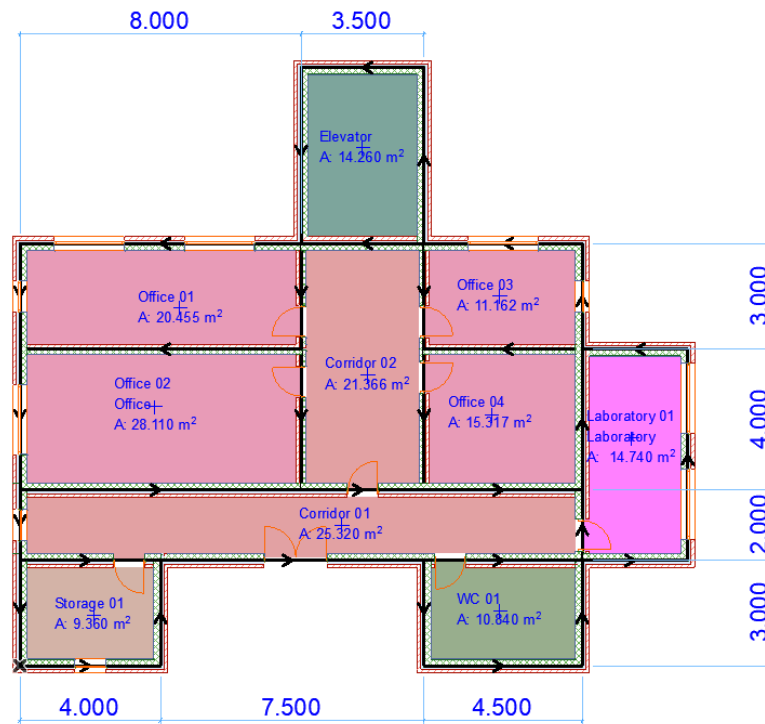 8.000
3.500
Elevator
A: 14.260 m²
Office 01
A: 20.455 m²
Office 03
A: 11.162 m²
3.000
Office 02
Office
A: 28.110 m²
Corridor 02
A: 21.366 m²
Office 04
A: 15.317 m²
Laboratory 01
Laboratory
A: 14.740 m²
4.000
Corridor 01
A: 25.320 m²
2.000
Storage 01
A: 9.360 m²
WC 01
A: 10.840 m²
3.000
4.000
7.500
4.500